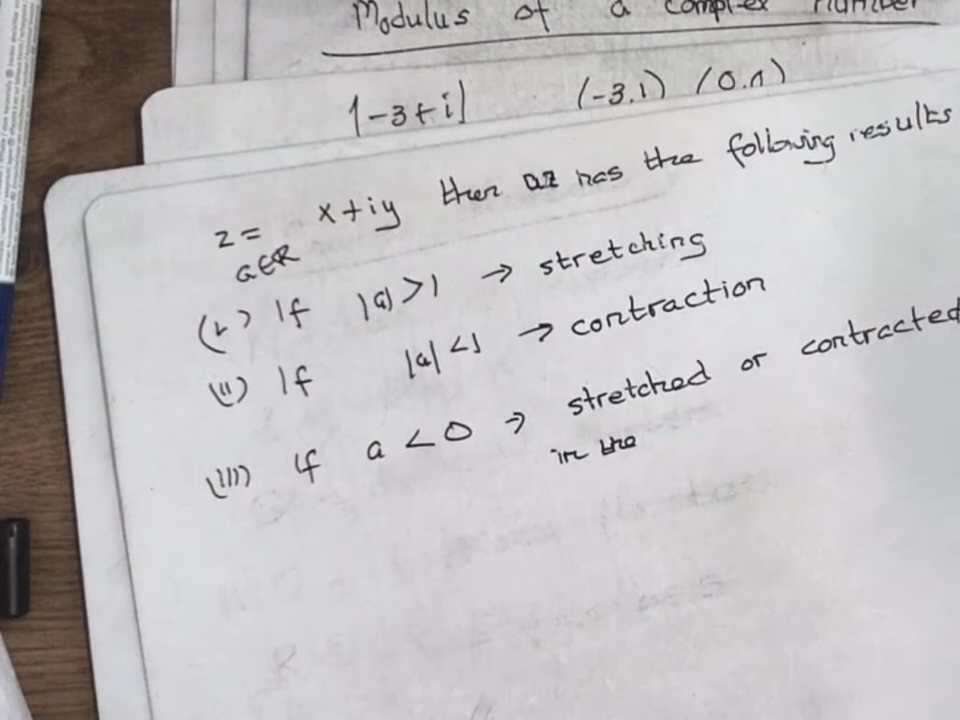 Modulus of a complex number
|-3+i| (-3.1) (0.1)
z= x+iy then az has the following results
a∈R
(i) If |a|>1 → stretching
(ii) If |a|<1 → contraction
(iii) If a<0 → stretched or contracted
in the